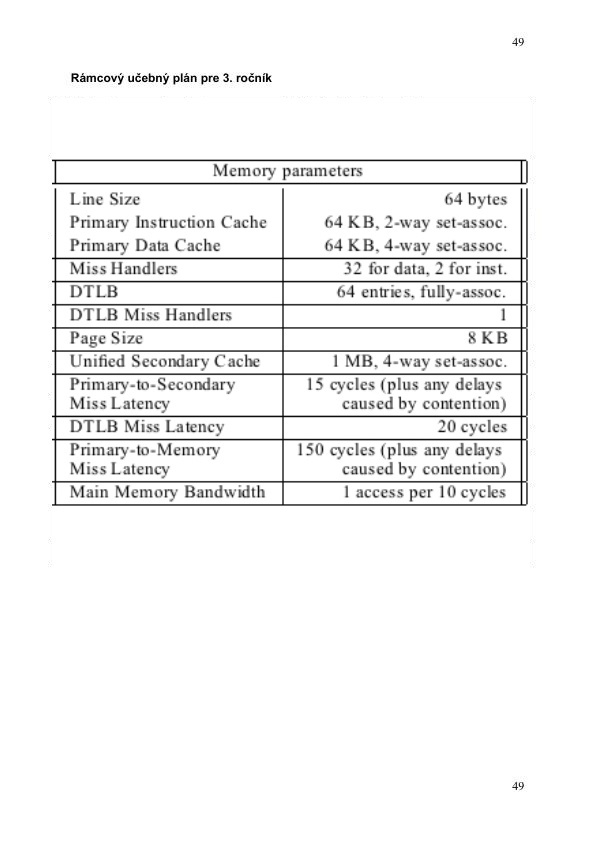 49
Rámcový učebný plán pre 3. ročník
Memory parameters
Line Size 64 bytes
Primary Instruction Cache 64 KB, 2-way set-assoc.
Primary Data Cache 64 KB, 4-way set-assoc.
Miss Handlers 32 for data, 2 for inst.
DTLB 64 entries, fully-assoc.
DTLB Miss Handlers 1
Page Size 8 KB
Unified Secondary Cache 1 MB, 4-way set-assoc.
Primary-to-Secondary 15 cycles (plus any delays
Miss Latency caused by contention)
DTLB Miss Latency 20 cycles
Primary-to-Memory 150 cycles (plus any delays
Miss Latency caused by contention)
Main Memory Bandwidth 1 access per 10 cycles
49